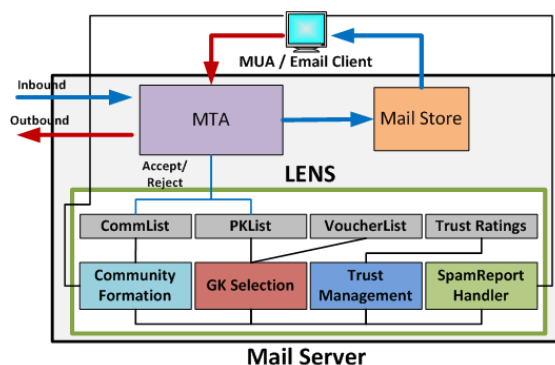 MUA / Email Client
Inbound
Outbound
MTA
Mail Store
Accept/
Reject
LENS
CommList
PKList
VoucherList
Trust Ratings
Community
Formation
GK Selection
Trust
Management
SpamReport
Handler
Mail Server